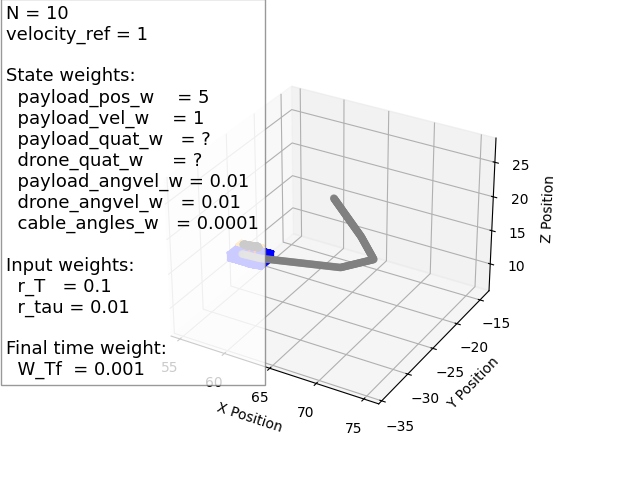 N = 10
velocity_ref = 1
State weights:
payload_pos_w = 5
payload_vel_w = 1
payload_quat_w = ?
drone_quat_w = ?
payload_angvel_w = 0.01
drone_angvel_w = 0.01
cable_angles_w = 0.0001
Input weights:
r_T = 0.1
r_tau = 0.01
Final time weight:
W_Tf = 0.001
55
60
65
70
75
X Position
−35
−30
−25
−20
−15
Y Position
10
15
20
25
Z Position